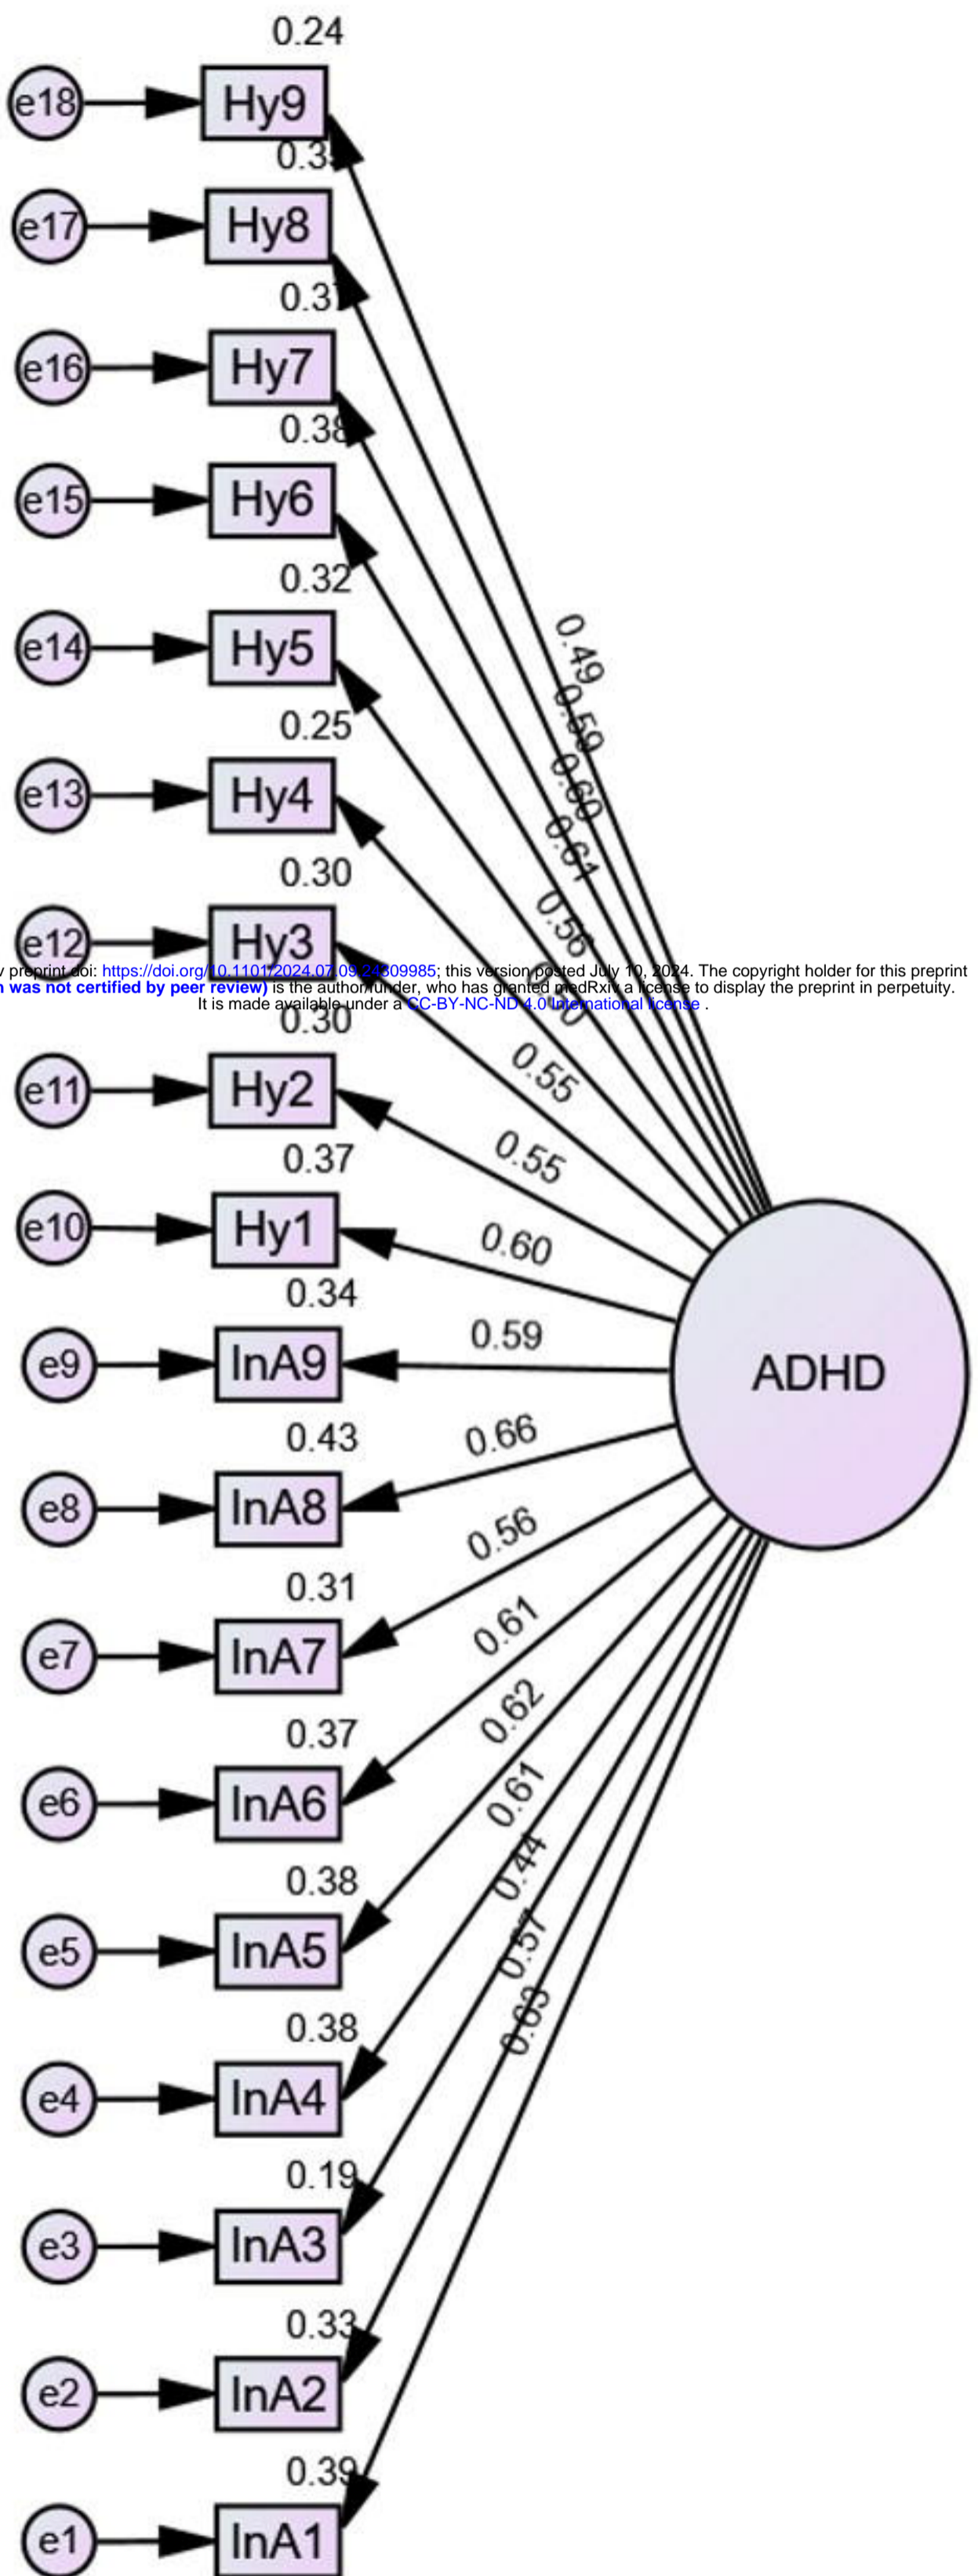 0.24
e18 Hy9
e17 Hy8
e16 Hy7
0.38
e15 Hy6
0.49
0.32
0.59
e14 Hy5
0.60
0.25
0.61
e13 Hy4
0.30
0.56
e12 Hy3
preprint doi: https://doi.org/10.1101/2024.07.09.24309985; this version posted July 10, 2024. The copyright holder for this preprint
was not certified by peer review) is the author/funder, who has granted medRxiv a license to display the preprint in perpetuity.
It is made available under a CC-BY-NC-ND 4.0 International license .
0.30
0.55
e11 Hy2
0.55
0.37
e10 Hy1
0.60
0.34
0.59
e9 InA9
ADHD
0.43
0.66
e8 InA8
0.56
0.31
0.61
e7 InA7
0.62
0.37
0.61
e6 InA6
0.44
0.38
0.57
e5 InA5
0.63
0.38
e4 InA4
0.19
e3 InA3
0.33
e2 InA2
0.39
e1 InA1